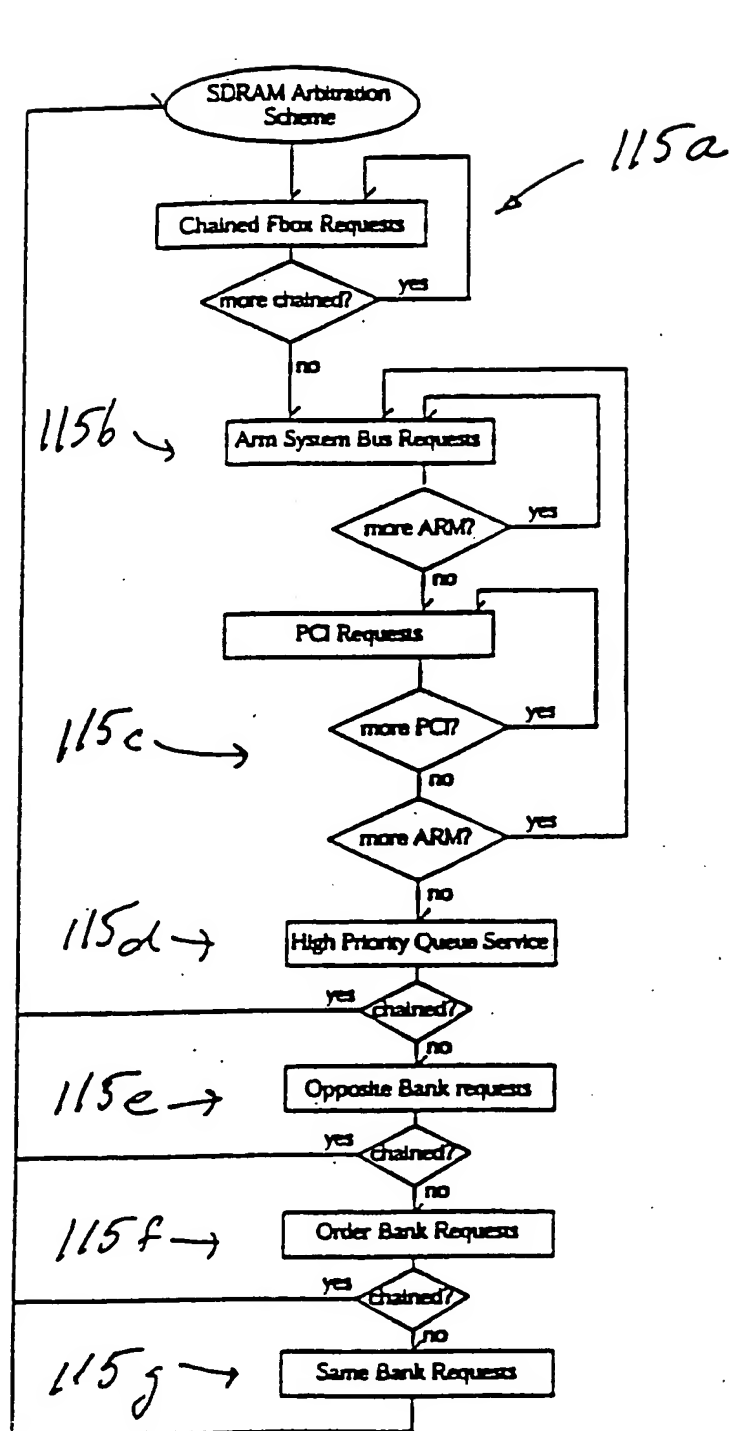 SDRAM Arbitration
Scheme
115a
Chained Fbox Requests
yes
more chained?
no
115b
Arm System Bus Requests
yes
more ARM?
no
PCI Requests
115c
yes
more PCI?
no
yes
more ARM?
no
115d
High Priority Queue Service
yes
chained?
no
115e
Opposite Bank requests
yes
chained?
no
115f
Order Bank Requests
yes
chained?
no
115g
Same Bank Requests